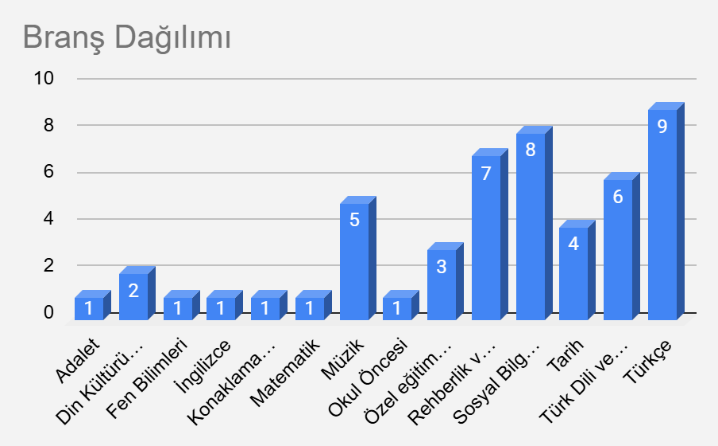 Branş Dağılımı
10
8
6
4
2
0
1
2
1
1
1
1
5
1
3
7
8
4
6
9
Adalet
Din Kültürü…
Fen Bilimleri
İngilizce
Konaklama…
Matematik
Müzik
Okul Öncesi
Özel eğitim…
Rehberlik v…
Sosyal Bilg…
Tarih
Türk Dili ve…
Türkçe